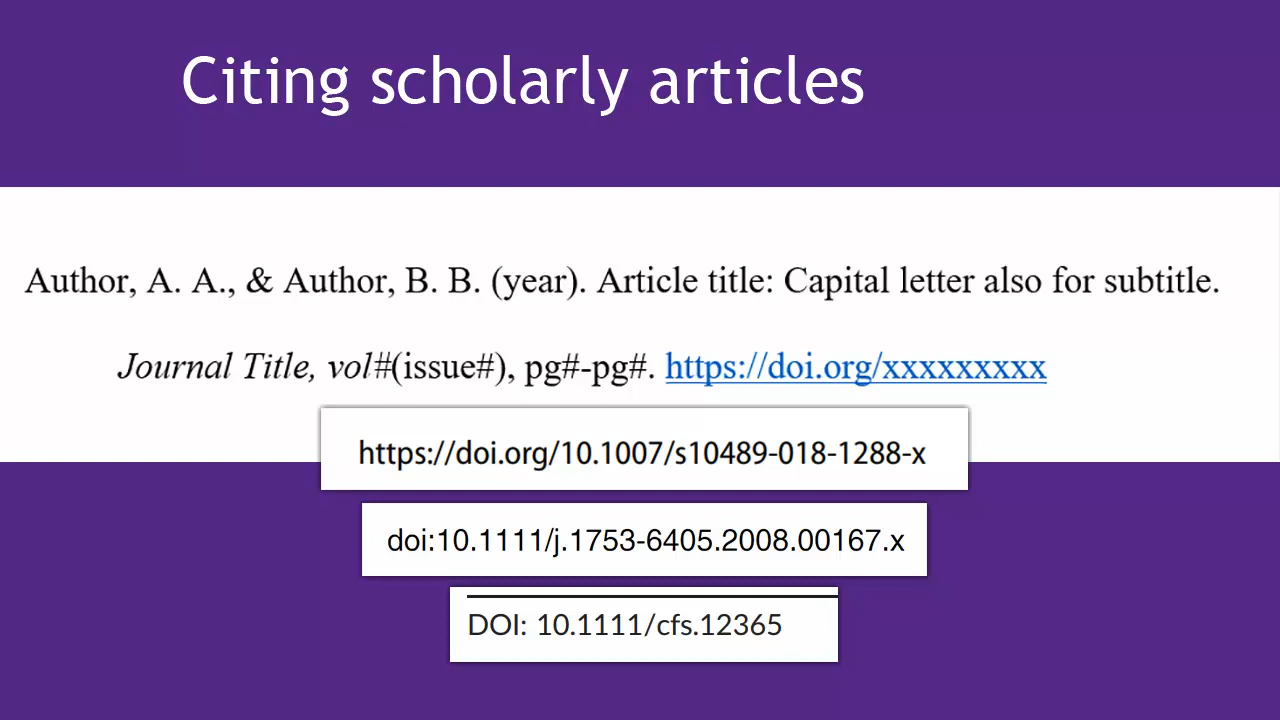 Citing scholarly articles
Author, A. A., & Author, B. B. (year). Article title: Capital letter also for subtitle.
Journal Title, vol#(issue#), pg#-pg#. https://doi.org/xxxxxxxxx
https://doi.org/10.1007/s10489-018-1288-x
doi:10.1111/j.1753-6405.2008.00167.x
DOI: 10.1111/cfs.12365